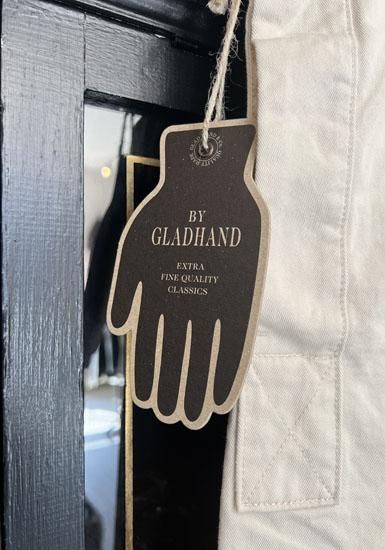 BY
GLADHAND
EXTRA
FINE QUALITY
CLASSICS